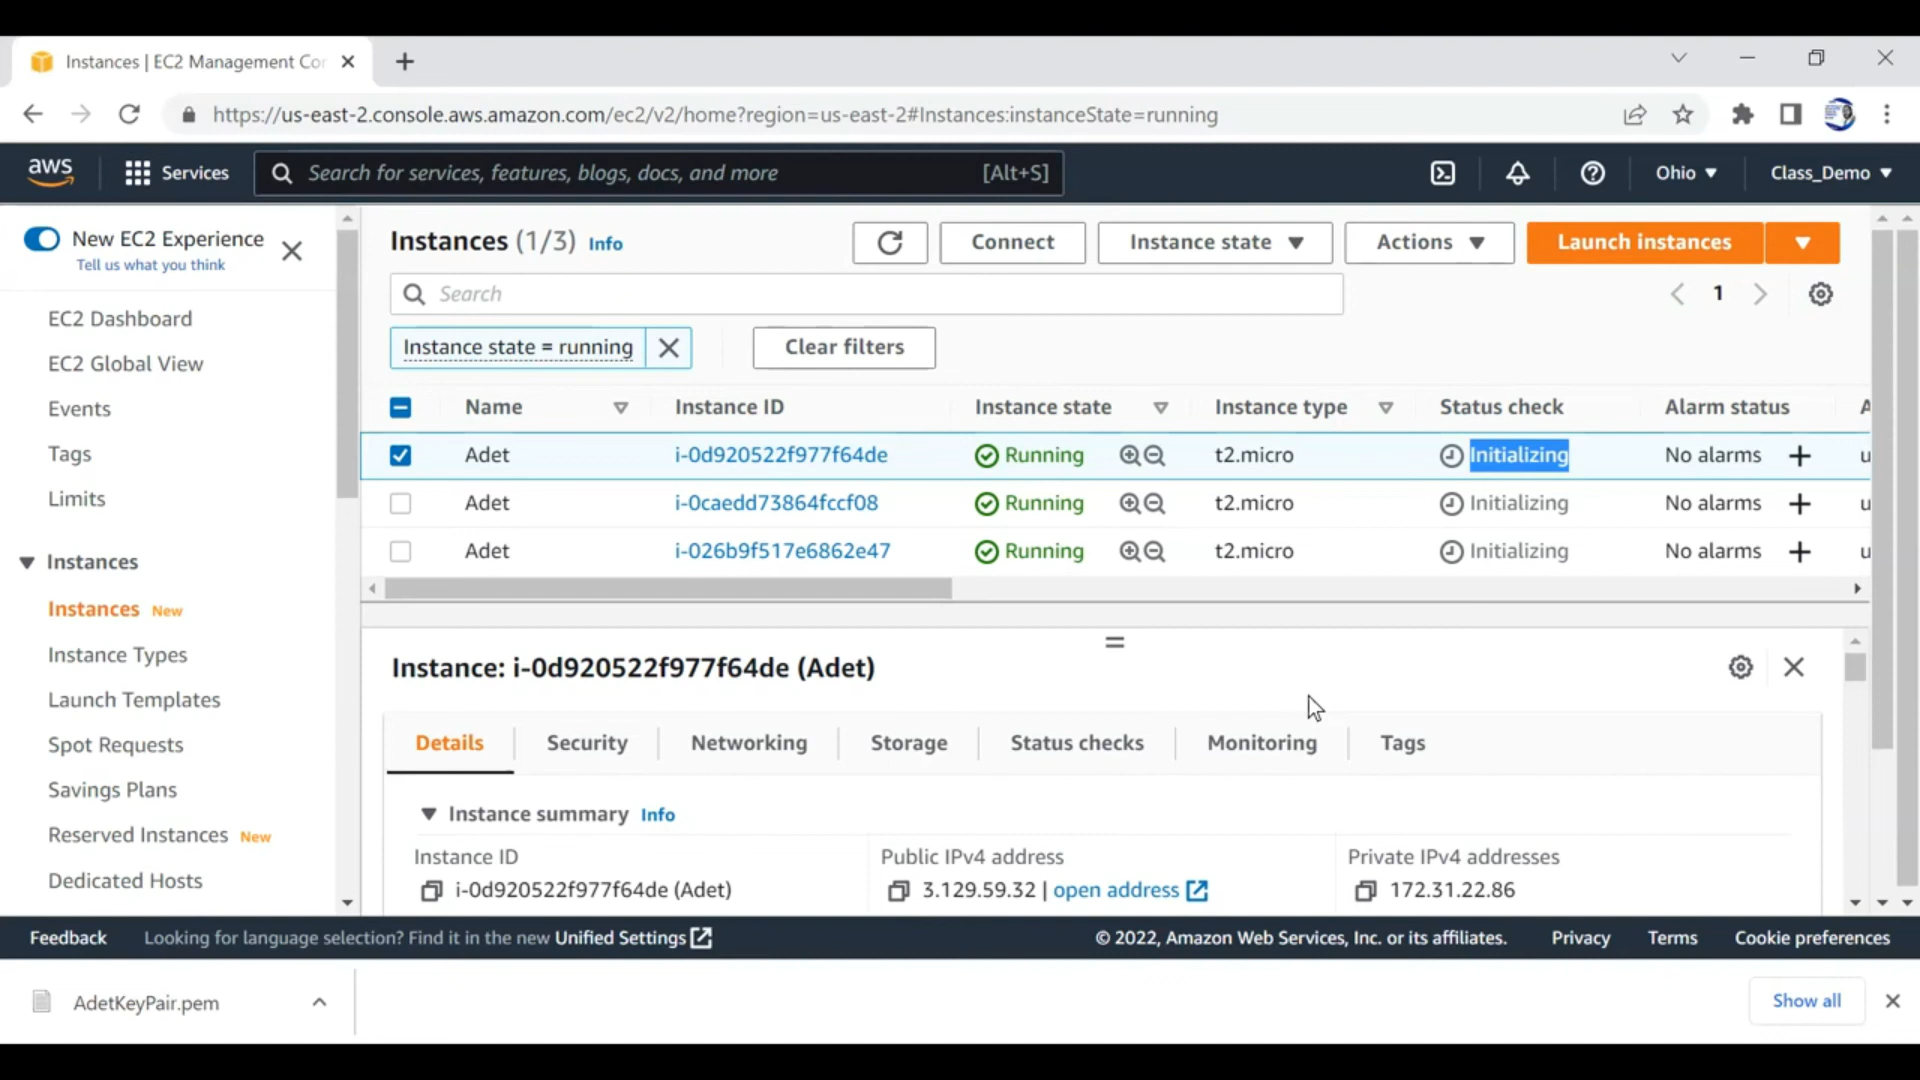 Instances | EC2 Management Con
https://us-east-2.console.aws.amazon.com/ec2/v2/home?region=us-east-2#Instances:instanceState=running
aws Services Search for services, features, blogs, docs, and more [Alt+S] Ohio Class_Demo
New EC2 Experience
Tell us what you think
EC2 Dashboard
EC2 Global View
Events
Tags
Limits
Instances
Instances New
Instance Types
Launch Templates
Spot Requests
Savings Plans
Reserved Instances New
Dedicated Hosts
Instances (1/3) Info Connect Instance state Actions Launch instances
Search 1
Instance state = running Clear filters
Name Instance ID Instance state Instance type Status check Alarm status A
Adet i-0d920522f977f64de Running t2.micro Initializing No alarms u
Adet i-0caedd73864fccf08 Running t2.micro Initializing No alarms u
Adet i-026b9f517e6862e47 Running t2.micro Initializing No alarms u
Instance: i-0d920522f977f64de (Adet)
Details Security Networking Storage Status checks Monitoring Tags
Instance summary Info
Instance ID Public IPv4 address Private IPv4 addresses
i-0d920522f977f64de (Adet) 3.129.59.32 | open address 172.31.22.86
Feedback Looking for language selection? Find it in the new Unified Settings © 2022, Amazon Web Services, Inc. or its affiliates. Privacy Terms Cookie preferences
AdetKeyPair.pem Show all